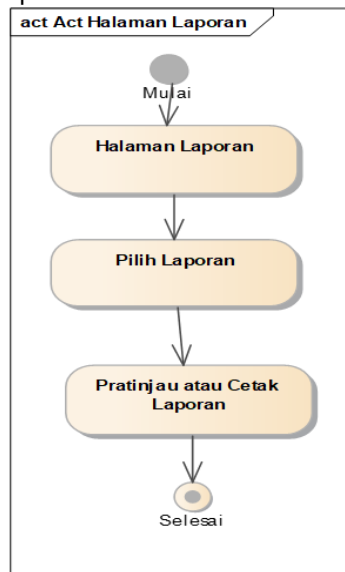 act Act Halaman Laporan
Mulai
Halaman Laporan
Pilih Laporan
Pratinjau atau Cetak
Laporan
Selesai